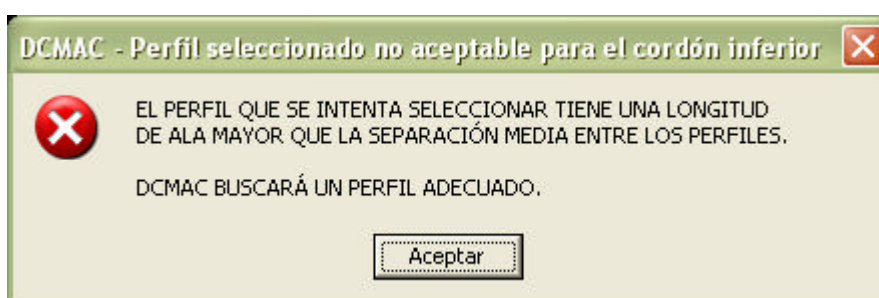 DCMAC - Perfil seleccionado no aceptable para el cordón inferior
EL PERFIL QUE SE INTENTA SELECCIONAR TIENE UNA LONGITUD
DE ALA MAYOR QUE LA SEPARACIÓN MEDIA ENTRE LOS PERFILES.
DCMAC BUSCARÁ UN PERFIL ADECUADO.
Aceptar